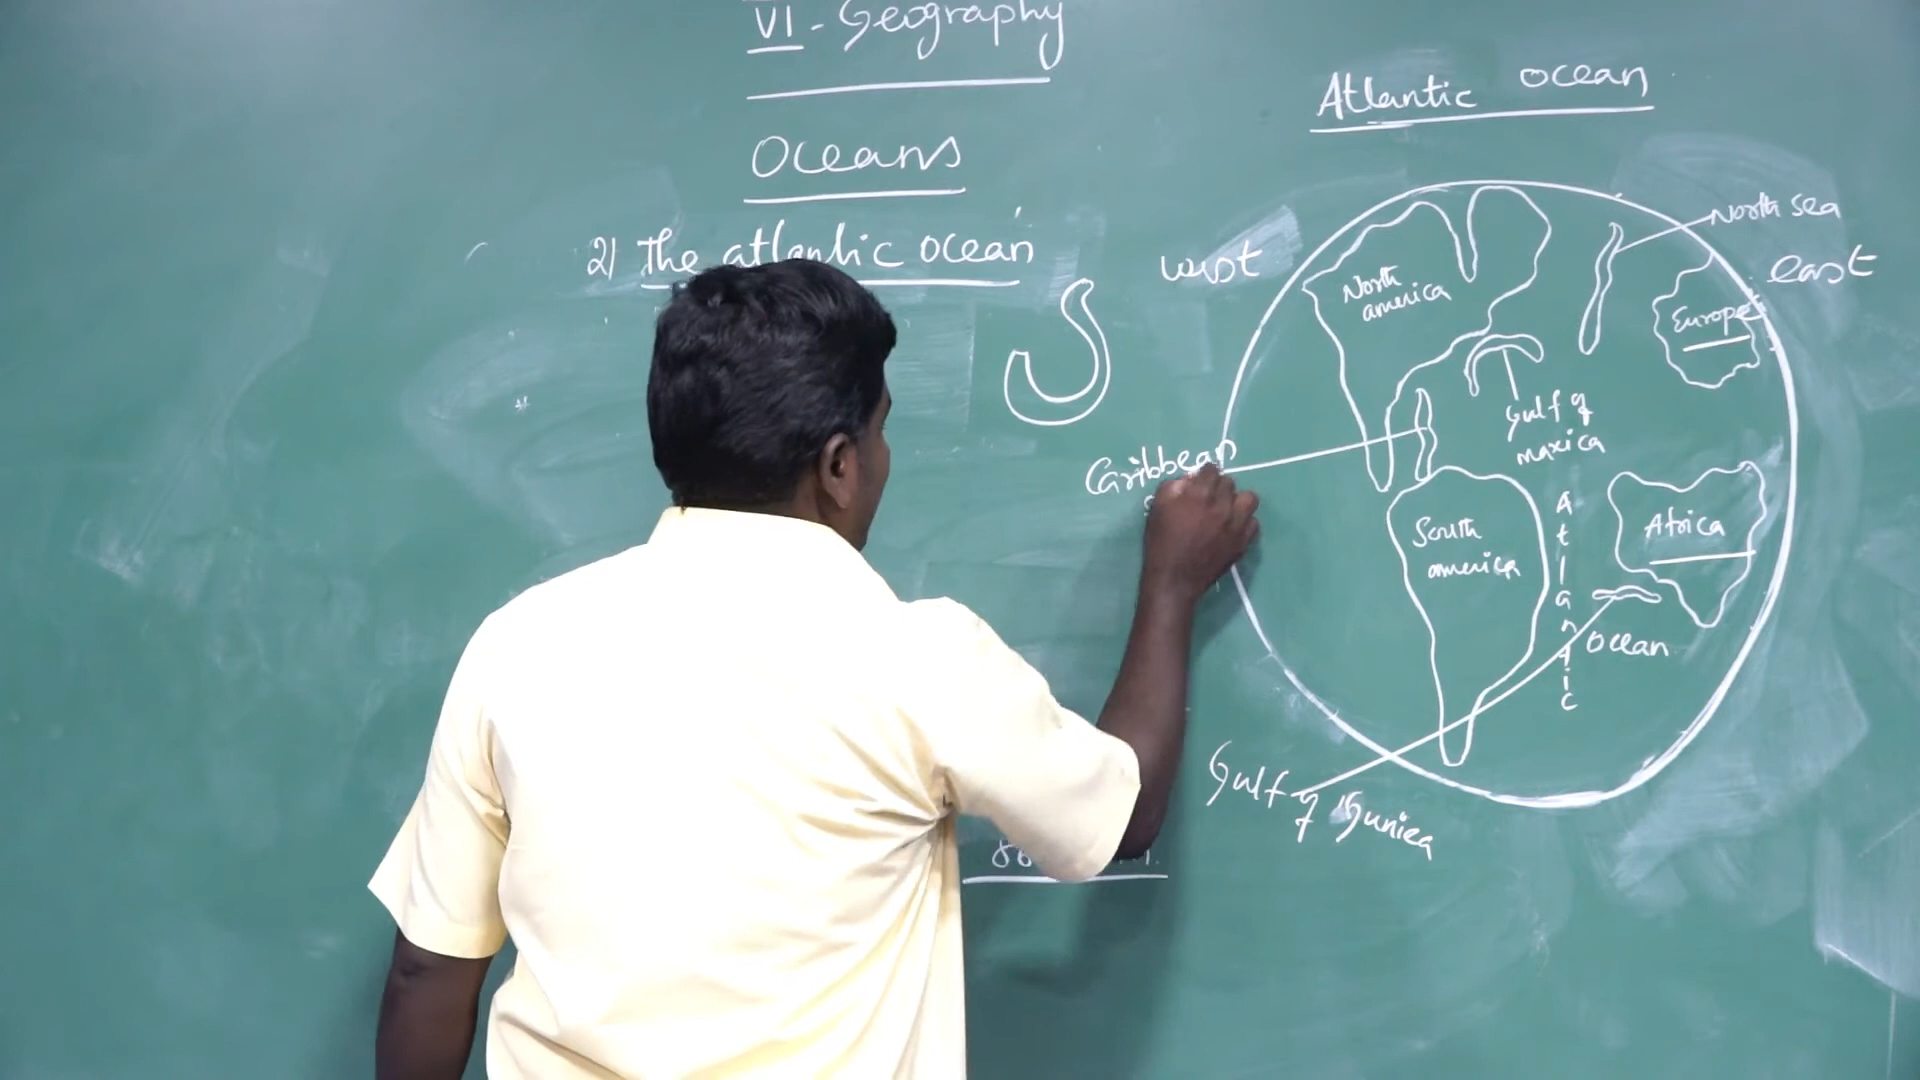 VI - Geography
Oceans
2) The atlantic ocean
Atlantic ocean
west
North sea
east
North
america
Europe
Gulf of
maxica
Caribbean
South
america
Africa
Atlantic
ocean
Gulf of Gunica